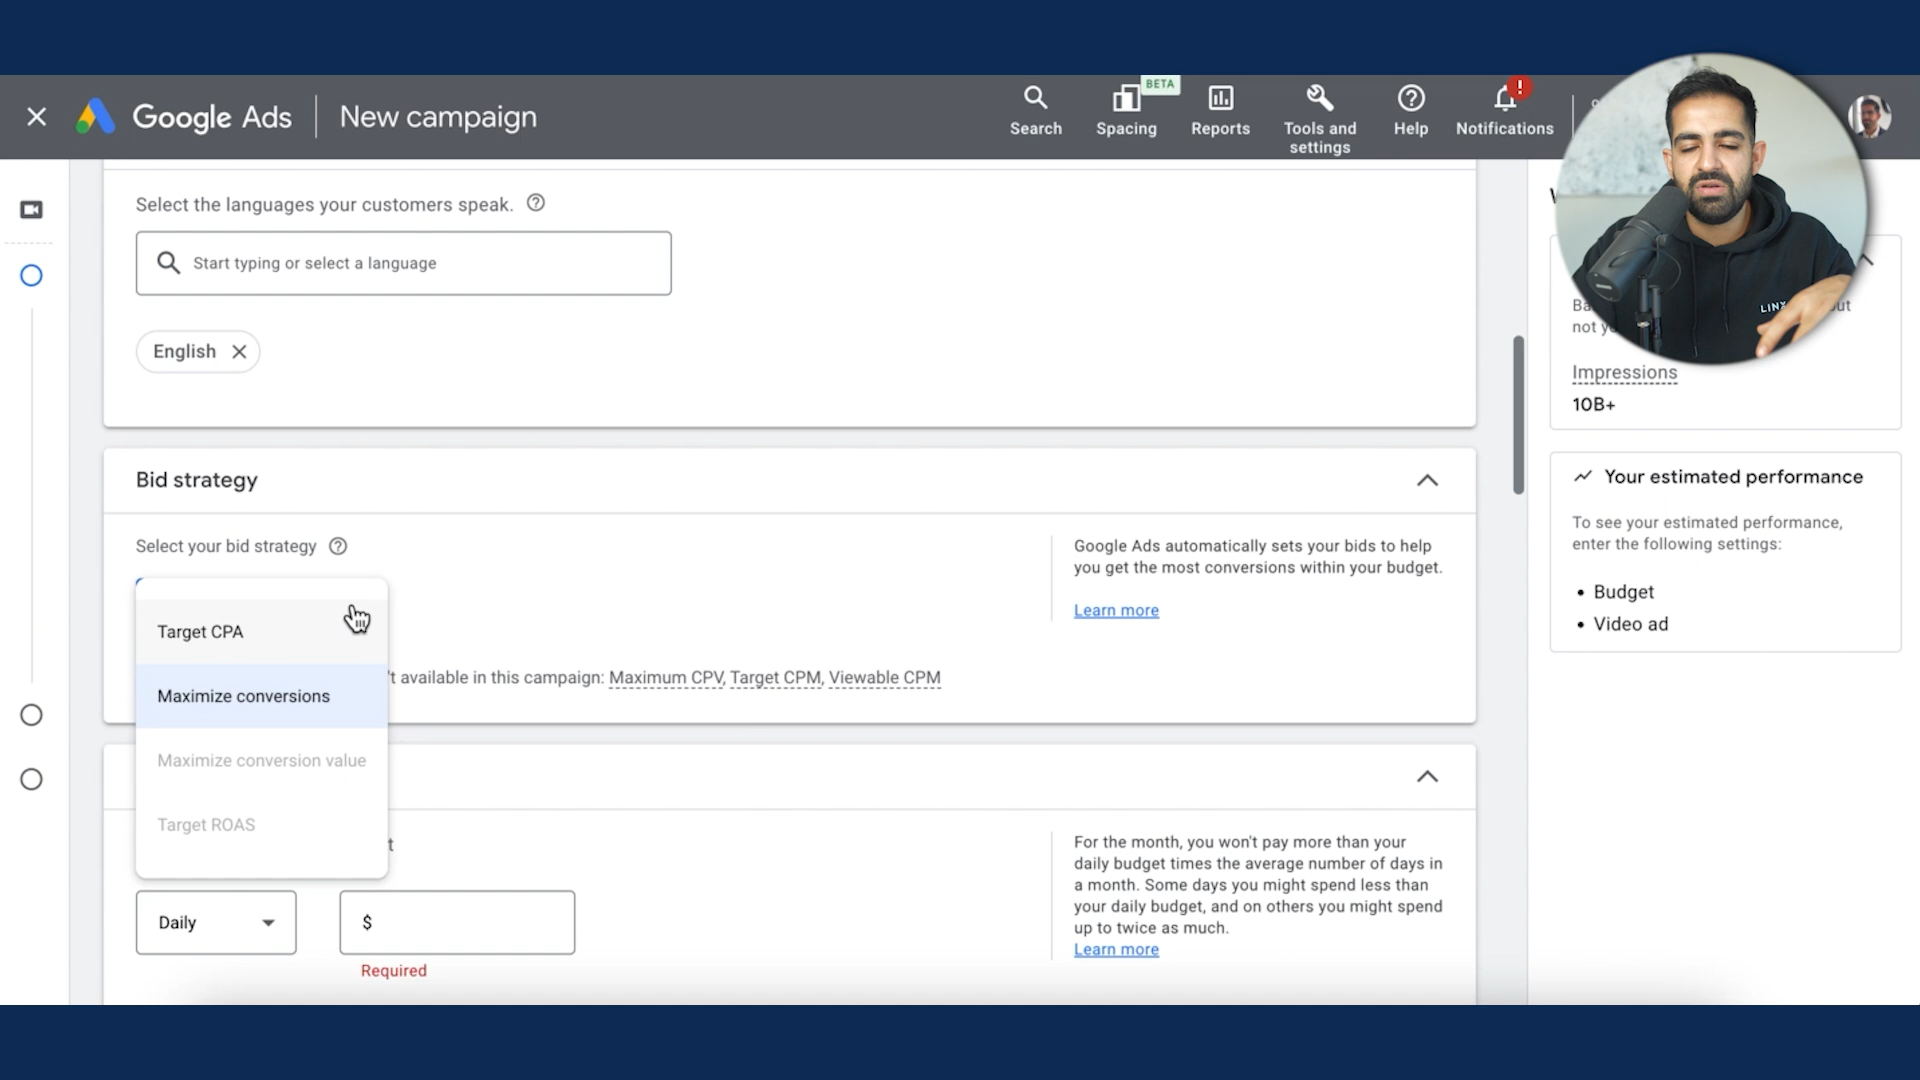 Google Ads
New campaign
Search
BETA
Spacing
Reports
Tools and
settings
Help
!
Notifications
Select the languages your customers speak.
Start typing or select a language
English
LINX
not
Impressions
10B+
Bid strategy
Select your bid strategy
Google Ads automatically sets your bids to help
you get the most conversions within your budget.
Learn more
Target CPA
Maximize conversions
Maximize conversion value
Target ROAS
't available in this campaign: Maximum CPV, Target CPM, Viewable CPM
Your estimated performance
To see your estimated performance,
enter the following settings:
• Budget
• Video ad
For the month, you won't pay more than your
daily budget times the average number of days in
a month. Some days you might spend less than
your daily budget, and on others you might spend
up to twice as much.
Learn more
Daily
$
Required